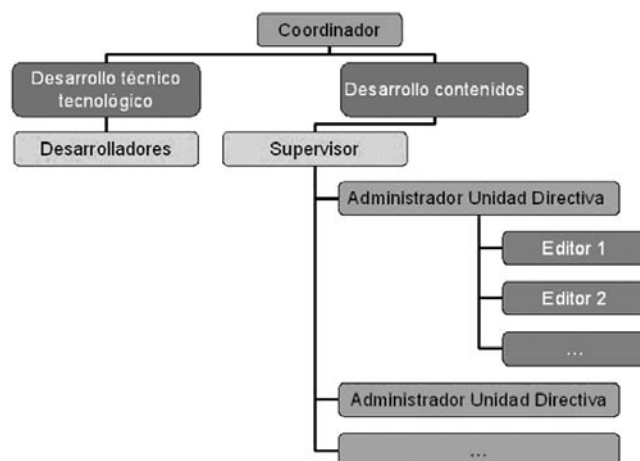 Coordinador
Desarrollo técnico
tecnológico
Desarrollo contenidos
Desarrolladores
Supervisor
Administrador Unidad Directiva
Editor 1
Editor 2
...
Administrador Unidad Directiva
...